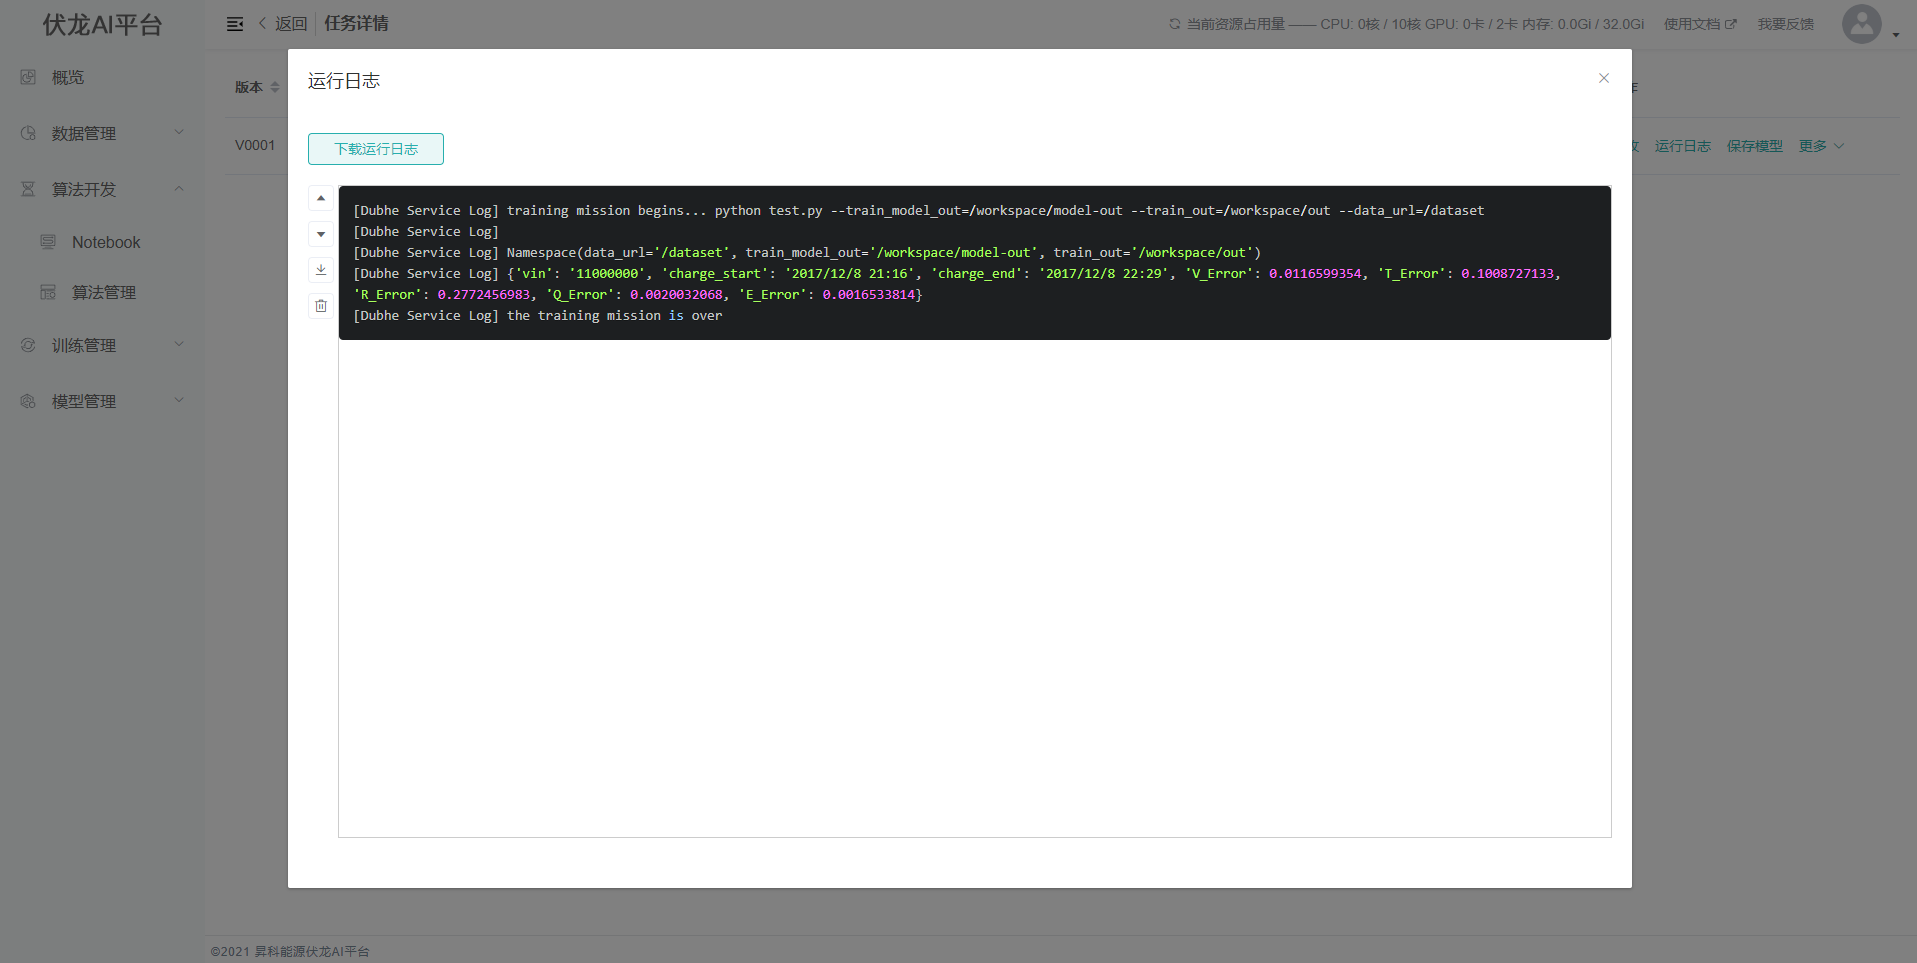 伏龙AI平台
返回 任务详情
当前资源占用量 —— CPU: 0核 / 10核 GPU: 0卡 / 2卡 内存: 0.0Gi / 32.0Gi 使用文档 我要反馈
概览
数据管理
算法开发
Notebook
算法管理
训练管理
模型管理
版本
V0001
运行日志 保存模型 更多
运行日志
下载运行日志
[Dubhe Service Log] training mission begins... python test.py --train_model_out=/workspace/model-out --train_out=/workspace/out --data_url=/dataset
[Dubhe Service Log]
[Dubhe Service Log] Namespace(data_url='/dataset', train_model_out='/workspace/model-out', train_out='/workspace/out')
[Dubhe Service Log] {'vin': '11000000', 'charge_start': '2017/12/8 21:16', 'charge_end': '2017/12/8 22:29', 'V_Error': 0.0116599354, 'T_Error': 0.1008727133,
'R_Error': 0.2772456983, 'Q_Error': 0.0020032068, 'E_Error': 0.0016533814}
[Dubhe Service Log] the training mission is over
©2021 昇科能源伏龙AI平台